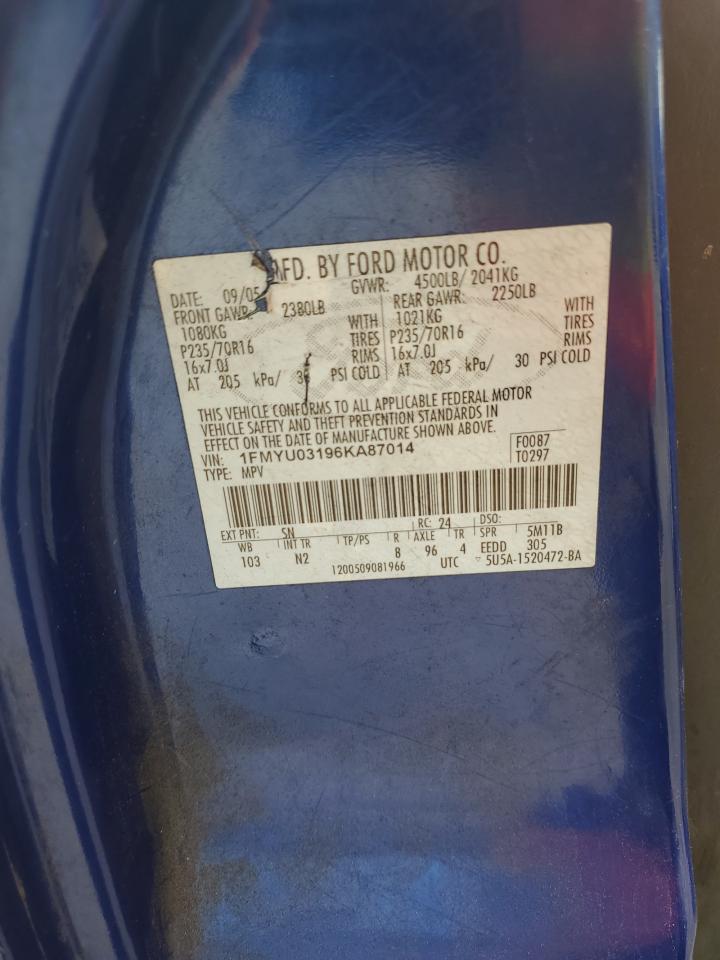 MFD. BY FORD MOTOR CO.
DATE: 09/05 GVWR: 4500LB/ 2041KG
FRONT GAWR: 2380LB REAR GAWR: 2250LB
1080KG WITH 1021KG WITH
P235/70R16 TIRES P235/70R16 TIRES
16x7.0J RIMS 16x7.0J RIMS
AT 205 kPa/ 30 PSI COLD AT 205 kPa/ 30 PSI COLD
THIS VEHICLE CONFORMS TO ALL APPLICABLE FEDERAL MOTOR
VEHICLE SAFETY AND THEFT PREVENTION STANDARDS IN
EFFECT ON THE DATE OF MANUFACTURE SHOWN ABOVE.
VIN: 1FMYU03196KA87014 F0087
TYPE: MPV T0297
EXT PNT: SN RC: 24 DSO:
WB INT TR TP/PS R AXLE TR SPR 5M11B
103 N2 8 96 4 EEDD 305
1200509081966 UTC ▽ 5U5A-1520472-BA